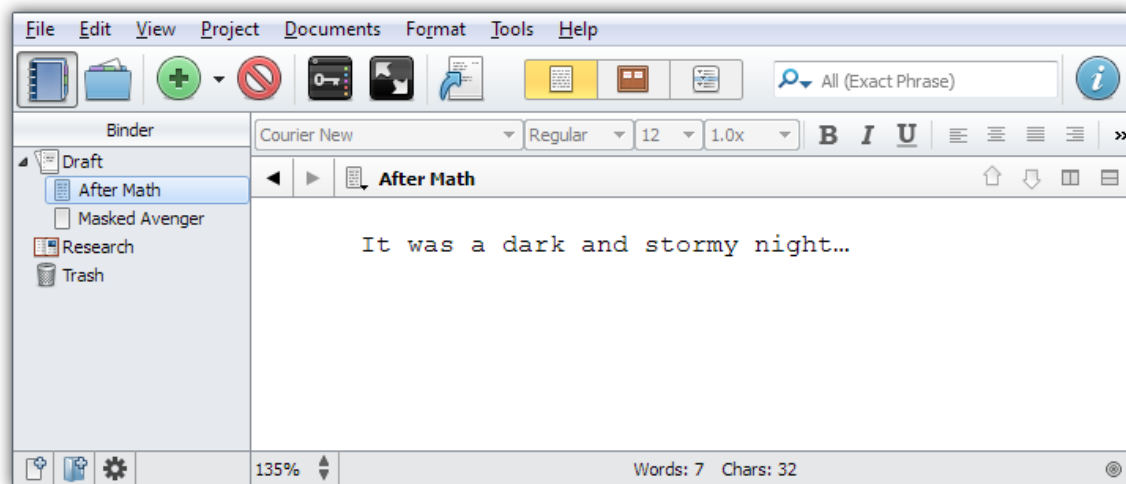 File Edit View Project Documents Format Tools Help
All (Exact Phrase)
Binder
Courier New Regular 12 1.0x B I U »
Draft
After Math
After Math
Masked Avenger
Research
Trash
It was a dark and stormy night…
135% Words: 7 Chars: 32